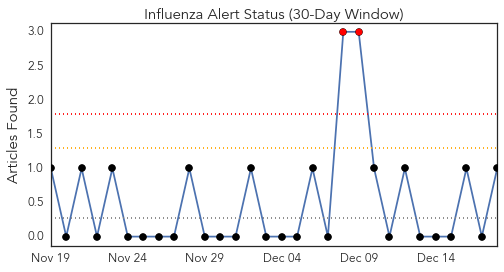 Influenza Alert Status (30-Day Window)
3.0
2.5
2.0
1.5
1.0
0.5
0.0
Articles Found
Nov 19 Nov 24 Nov 29 Dec 04 Dec 09 Dec 14